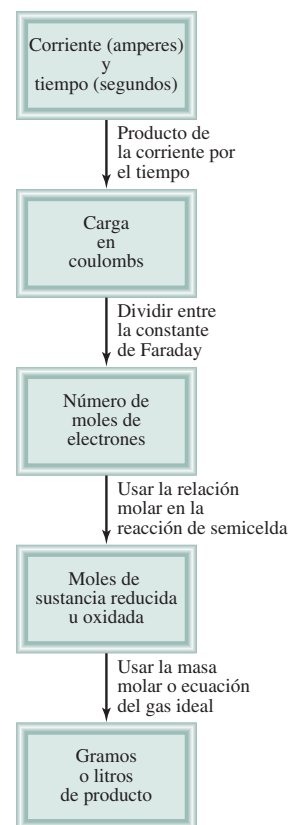 Corriente (amperes)
y
tiempo (segundos)
Producto de
la corriente por
el tiempo
Carga
en
coulombs
Dividir entre
la constante
de Faraday
Número de
moles de
electrones
Usar la relación
molar en la
reacción de semicelda
Moles de
sustancia reducida
u oxidada
Usar la masa
molar o ecuación
del gas ideal
Gramos
o litros
de producto